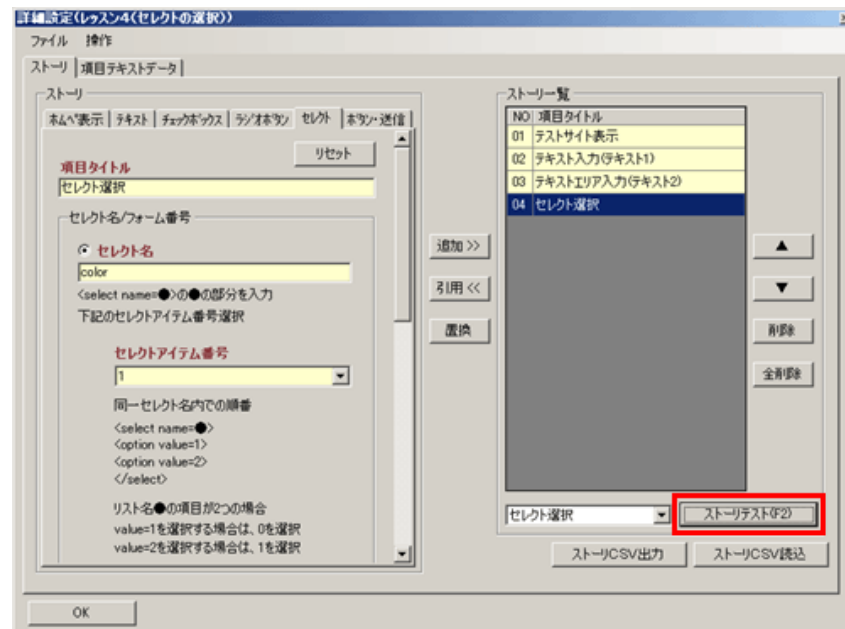 詳細設定(レッスン4(セレクトの選択))
ファイル 操作
ストーリ 項目テキストデータ
ストーリ
ホムペ表示 テキスト チェックボックス ラジオボタン セレクト ボタン・送信
リセット
項目タイトル
セレクト選択
セレクト名/フォーム番号
セレクト名
color
<select name=●>の●の部分を入力
下記のセレクトアイテム番号選択
セレクトアイテム番号
1
同一セレクト名内での順番
<select name=●>
<option value=1>
<option value=2>
</select>
リスト名●の項目が2つの場合
value=1を選択する場合は、0を選択
value=2を選択する場合は、1を選択
追加 >>
引用 <<
置換
ストーリ一覧
NO 項目タイトル
01 テストサイト表示
02 テキスト入力(テキスト1)
03 テキストエリア入力(テキスト2)
04 セレクト選択
▲
▼
削除
全削除
セレクト選択
ストーリテスト(F2)
ストーリCSV出力
ストーリCSV読込
OK